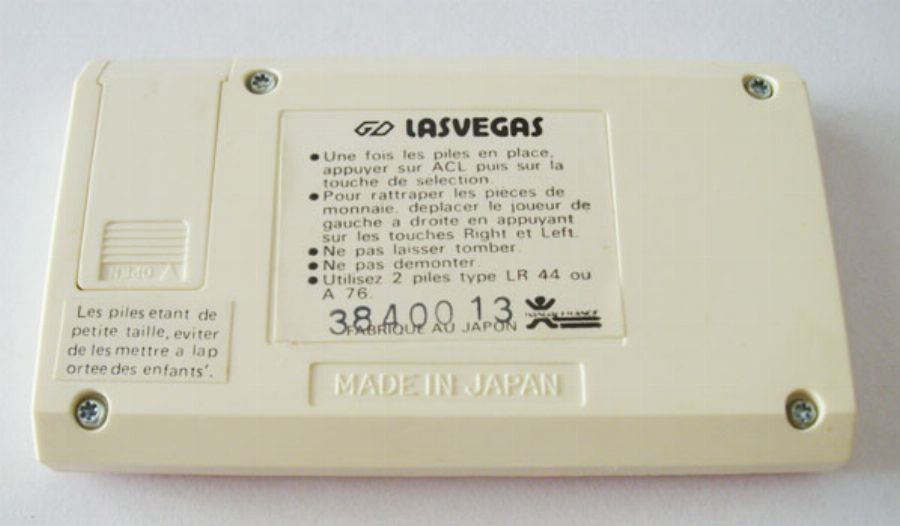 GD LASVEGAS
● Une fois les piles en place,
appuyer sur ACL puis sur la
touche de selection.
● Pour rattraper les pieces de
monnaie, deplacer le joueur de
gauche a droite en appuyant
sur les touches Right et Left.
● Ne pas laisser tomber.
● Ne pas demonter.
● Utilisez 2 piles type LR 44 ou
A 76.
38400 13
FABRIQUE AU JAPON
OPEN
Les piles etant de
petite taille, eviter
de les mettre a lap
ortee des enfants'.
MADE IN JAPAN